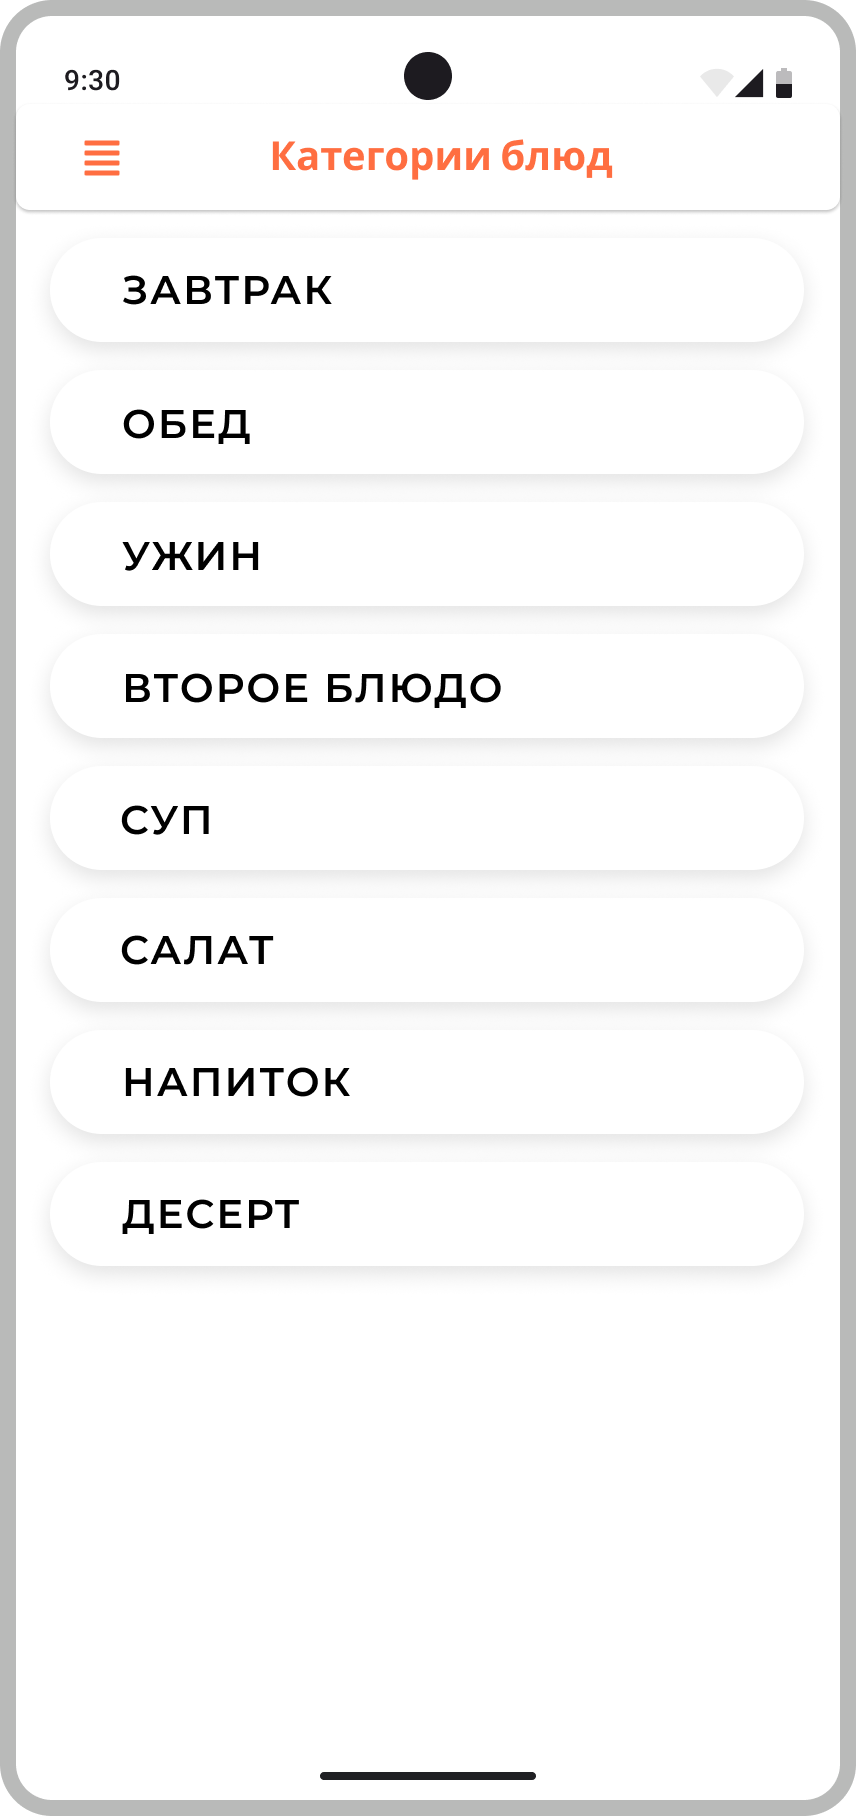 9:30
Категории блюд
ЗАВТРАК
ОБЕД
УЖИН
ВТОРОЕ БЛЮДО
СУП
САЛАТ
НАПИТОК
ДЕСЕРТ